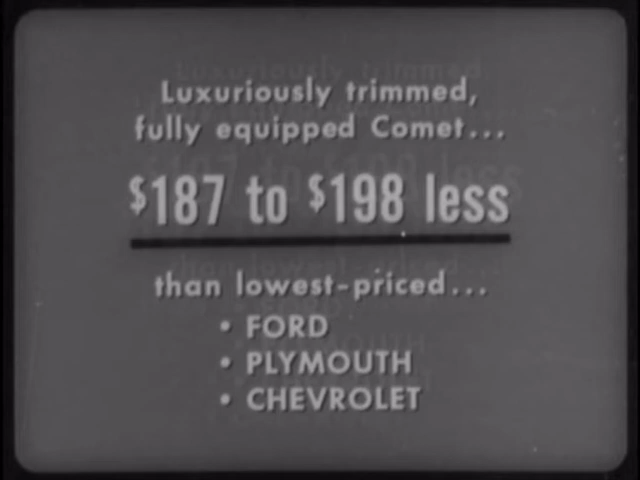 Luxuriously trimmed,
fully equipped Comet...
$187 to $198 less
than lowest-priced...
• FORD
• PLYMOUTH
• CHEVROLET